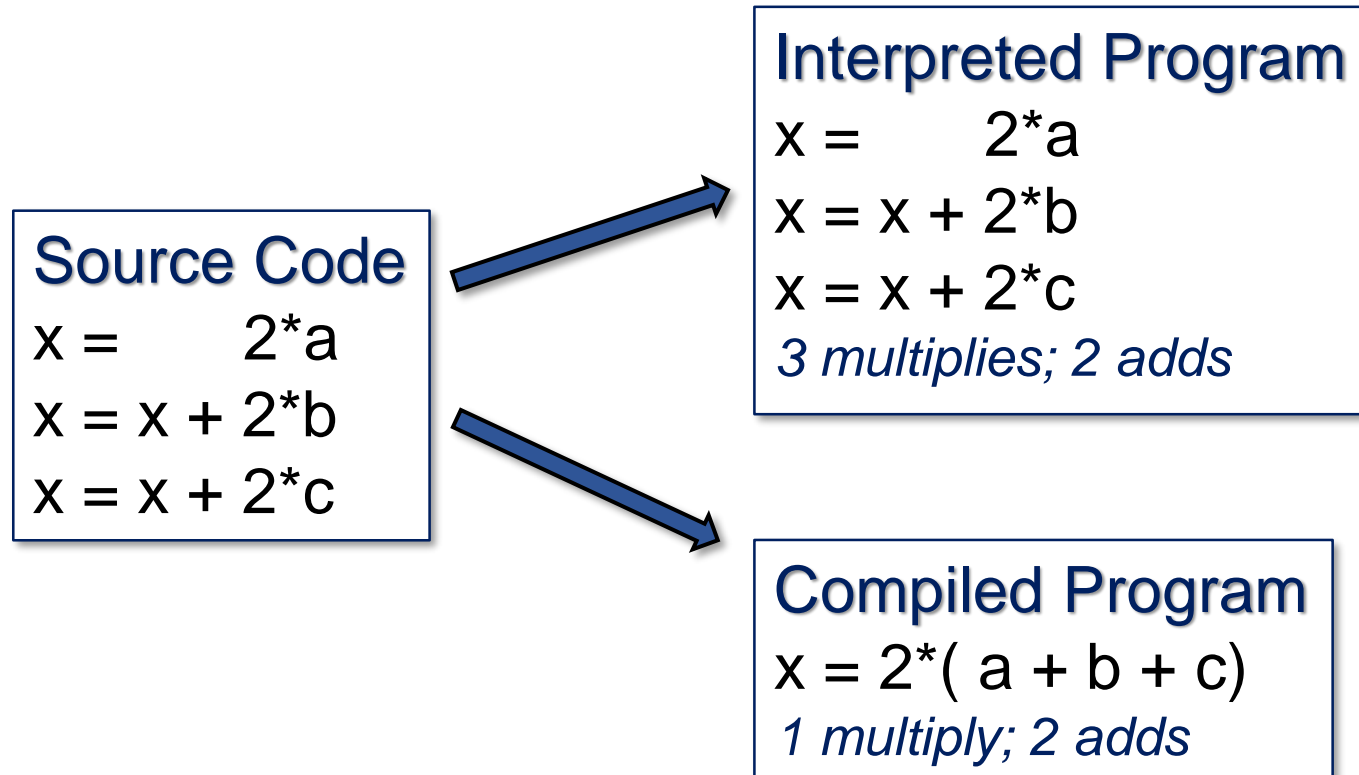 Source Code
x =      2*a
x = x + 2*b
x = x + 2*c
Interpreted Program
x =      2*a
x = x + 2*b
x = x + 2*c
3 multiplies; 2 adds
Compiled Program
x = 2*( a + b + c)
1 multiply; 2 adds